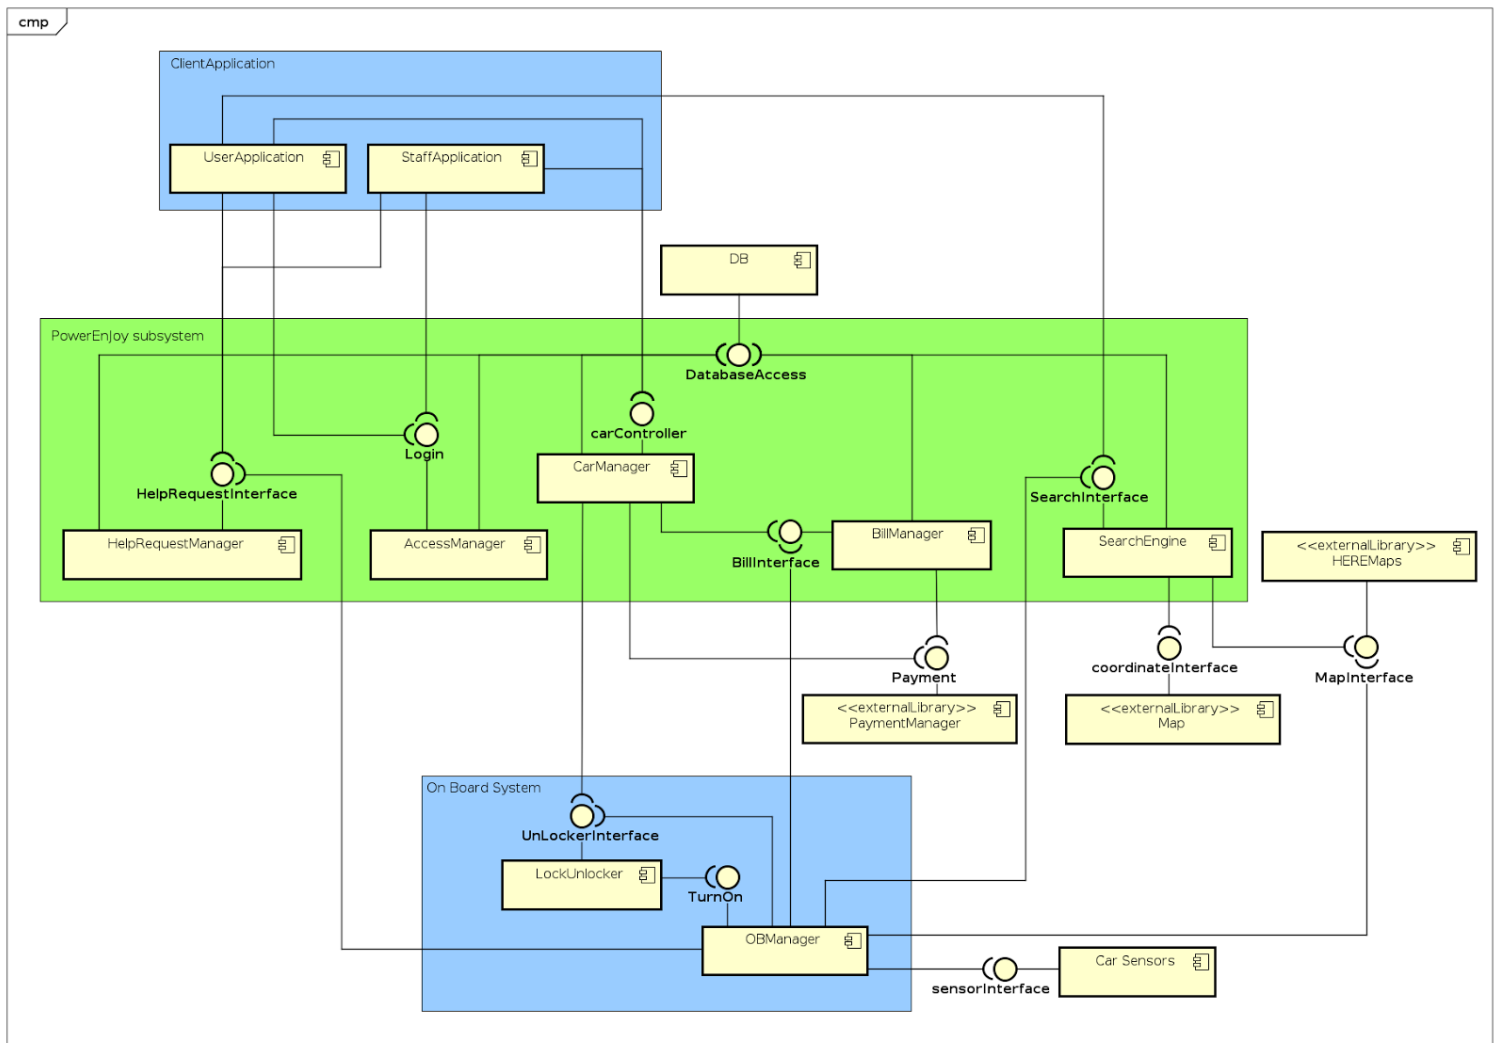 cmp
ClientApplication
UserApplication
StaffApplication
DB
PowerEnJoy subsystem
DatabaseAccess
carController
Login
CarManager
HelpRequestInterface
SearchInterface
HelpRequestManager
AccessManager
BillManager
SearchEngine
<<externalLibrary>>
HEREMaps
BillInterface
coordinateInterface
Payment
MapInterface
<<externalLibrary>>
PaymentManager
<<externalLibrary>>
Map
On Board System
UnLockerInterface
LockUnlocker
TurnOn
OBManager
Car Sensors
sensorInterface